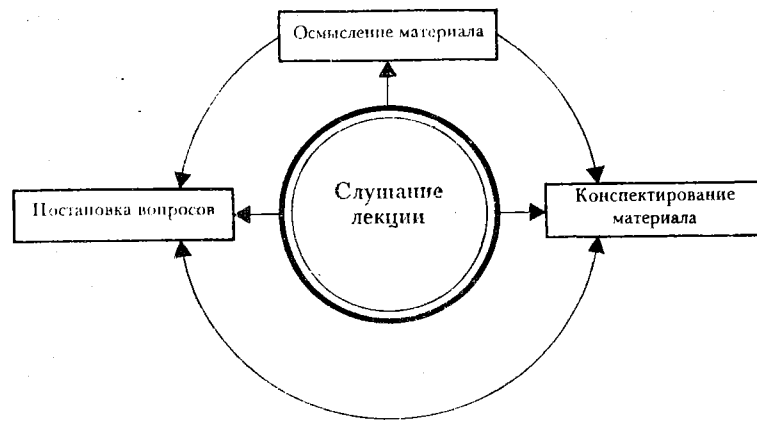 Осмысление материала
Постановка вопросов
Слушание
лекции
Конспектирование
материала